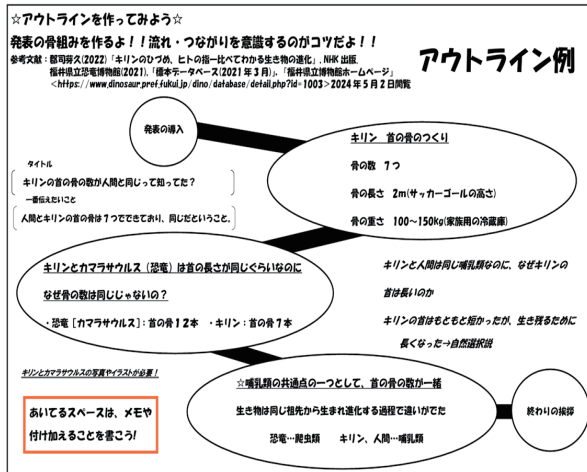 ☆アウトラインを作ってみよう☆
発表の骨組みを作るよ！！流れ・つながりを意識するのがコツだよ！！
アウトライン例
参考文献：郡司芽久(2022)「キリンのひづめ、ヒトの指ー比べてわかる生き物の進化」, NHK 出版.
福井県立恐竜博物館(2021),「標本データベース(2021 年 3 月)」,「福井県立博物館ホームページ」
<https://www.dinosaur.pref.fukui.jp/dino/database/detail.php?id=1003>2024 年 5 月 2 日閲覧
発表の導入
タイトル
キリンの首の骨の数が人間と同じって知ってた？
一番伝えたいこと
人間とキリンの首の骨は７つでできており、同じだということ。
キリン 首の骨のつくり
骨の数 7 つ
骨の長さ 2m(サッカーゴールの高さ)
骨の重さ 100～150kg(家族用の冷蔵庫)
キリンとカマラサウルス（恐竜）は首の長さが同じぐらいなのに
なぜ骨の数は同じじゃないの？
・恐竜［カマラサウルス］：首の骨１２本 ・キリン：首の骨７本
キリンと人間は同じ哺乳類なのに、なぜキリンの
首は長いのか
キリンの首はもともと短かったが、生き残るために
長くなった→自然選択説
キリンとカマラサウルスの写真やイラストが必要！
あいてるスペースは、メモや
付け加えることを書こう!
☆哺乳類の共通点の一つとして、首の骨の数が一緒
生き物は同じ祖先から生まれ進化する過程で違いがでた
恐竜…爬虫類 キリン、人間…哺乳類
終わりの挨拶